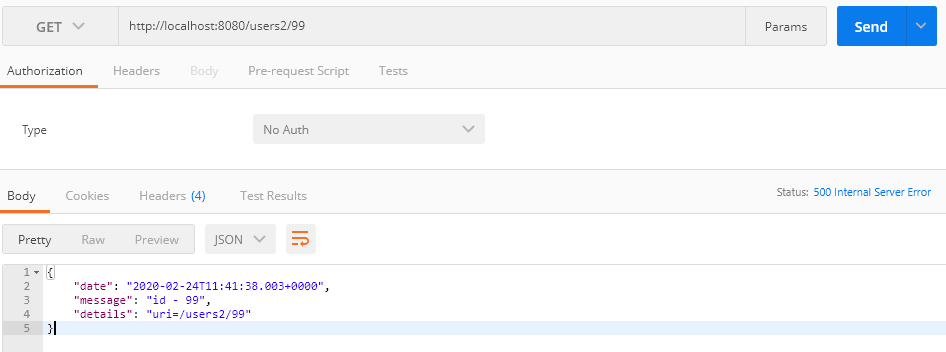 GET http://localhost:8080/users2/99 Params Send
Authorization Headers Body Pre-request Script Tests
Type No Auth
Body Cookies Headers (4) Test Results Status: 500 Internal Server Error
Pretty Raw Preview JSON
1 {
2 "date": "2020-02-24T11:41:38.003+0000",
3 "message": "id - 99",
4 "details": "uri=/users2/99"
5 }